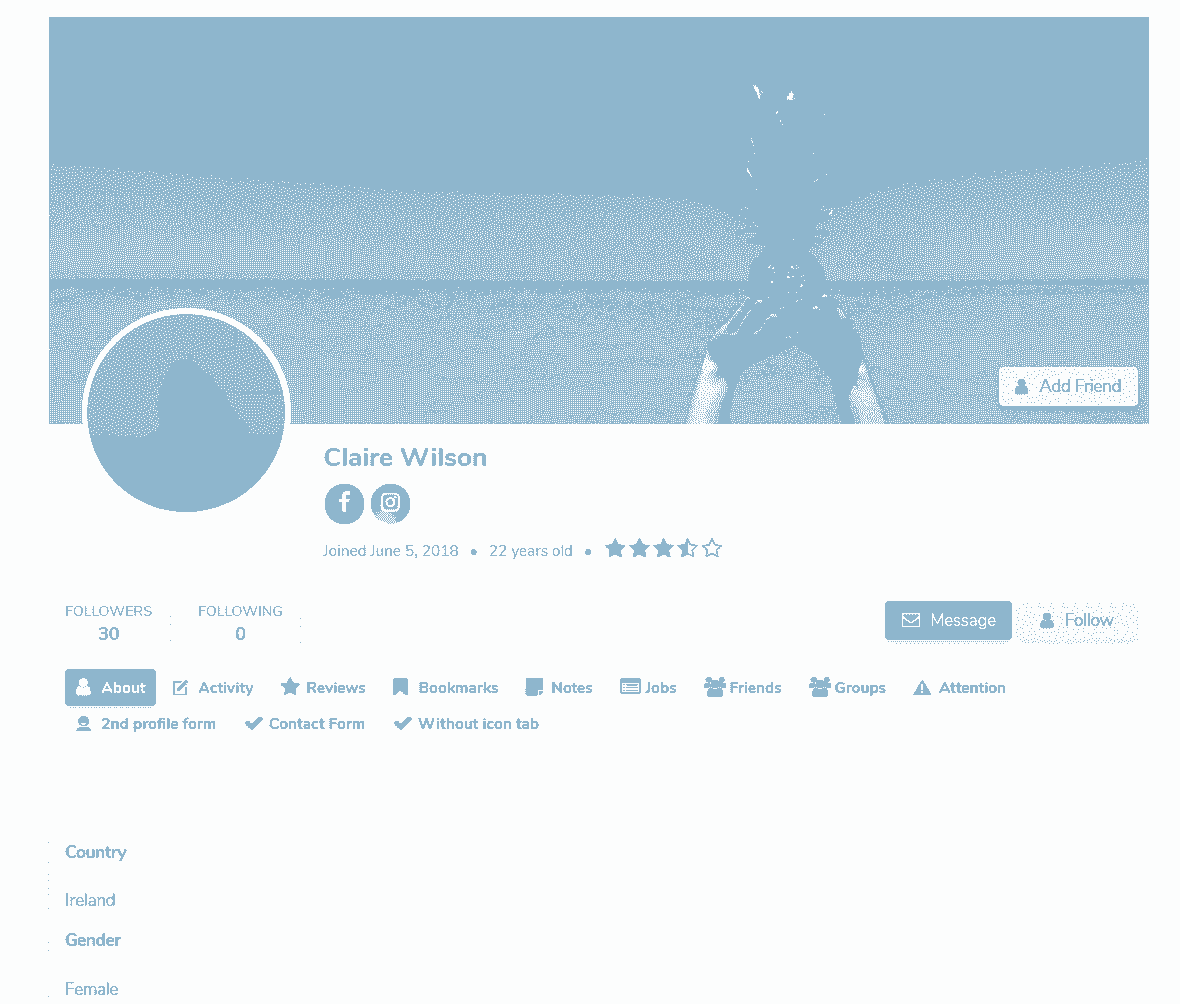 Add Friend
Claire Wilson
Joined June 5, 2018 • 22 years old •
FOLLOWERS FOLLOWING
30 0
Message Follow
About Activity Reviews Bookmarks Notes Jobs Friends Groups Attention
2nd profile form Contact Form Without icon tab
Country
Ireland
Gender
Female